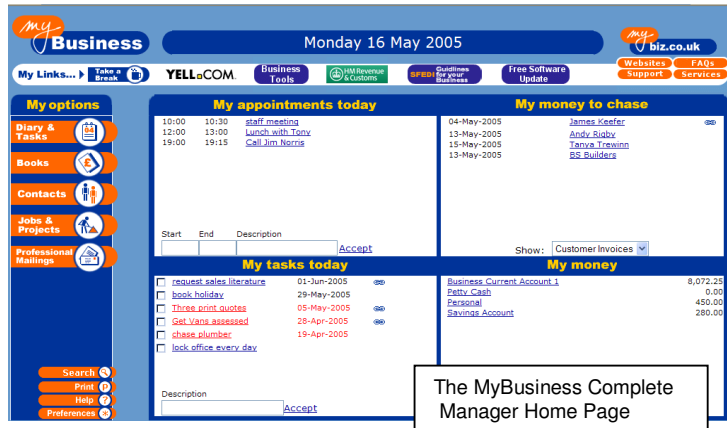 my
Business
Monday 16 May 2005
my
biz.co.uk
Websites FAQs
Support Services
My Links...
Take a Break
YELL.COM.
Business Tools
HM Revenue & Customs
SFEDI Guidlines for your Business
Free Software Update
My options
Diary & Tasks
04
Books
£
Contacts
Jobs & Projects
Professional Mailings
Search
Print P
Help ?
Preferences
My appointments today
10:00 10:30 staff meeting
12:00 13:00 Lunch with Tony
19:00 19:15 Call Jim Norris
Start End Description
Accept
My money to chase
04-May-2005 James Keefer
13-May-2005 Andy Rigby
15-May-2005 Tanya Trewinn
13-May-2005 BS Builders
Show: Customer Invoices
My tasks today
request sales literature 01-Jun-2005
book holiday 29-May-2005
Three print quotes 05-May-2005
Get Vans assessed 28-Apr-2005
chase plumber 19-Apr-2005
lock office every day
Description
Accept
My money
Business Current Account 1 8,072.25
Petty Cash 0.00
Personal 450.00
Savings Account 280.00
The MyBusiness Complete
Manager Home Page